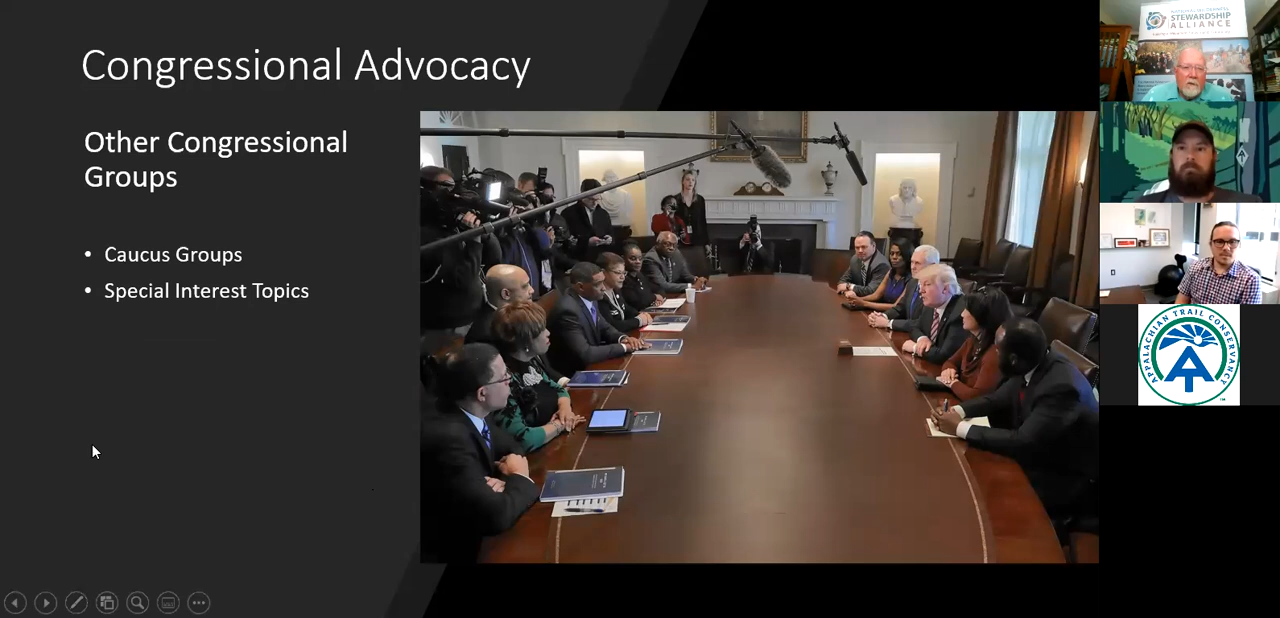 Congressional Advocacy
Other Congressional
Groups
• Caucus Groups
• Special Interest Topics
STEWARDSHIP
ALLIANCE
APPALACHIAN TRAIL CONSERVANCY